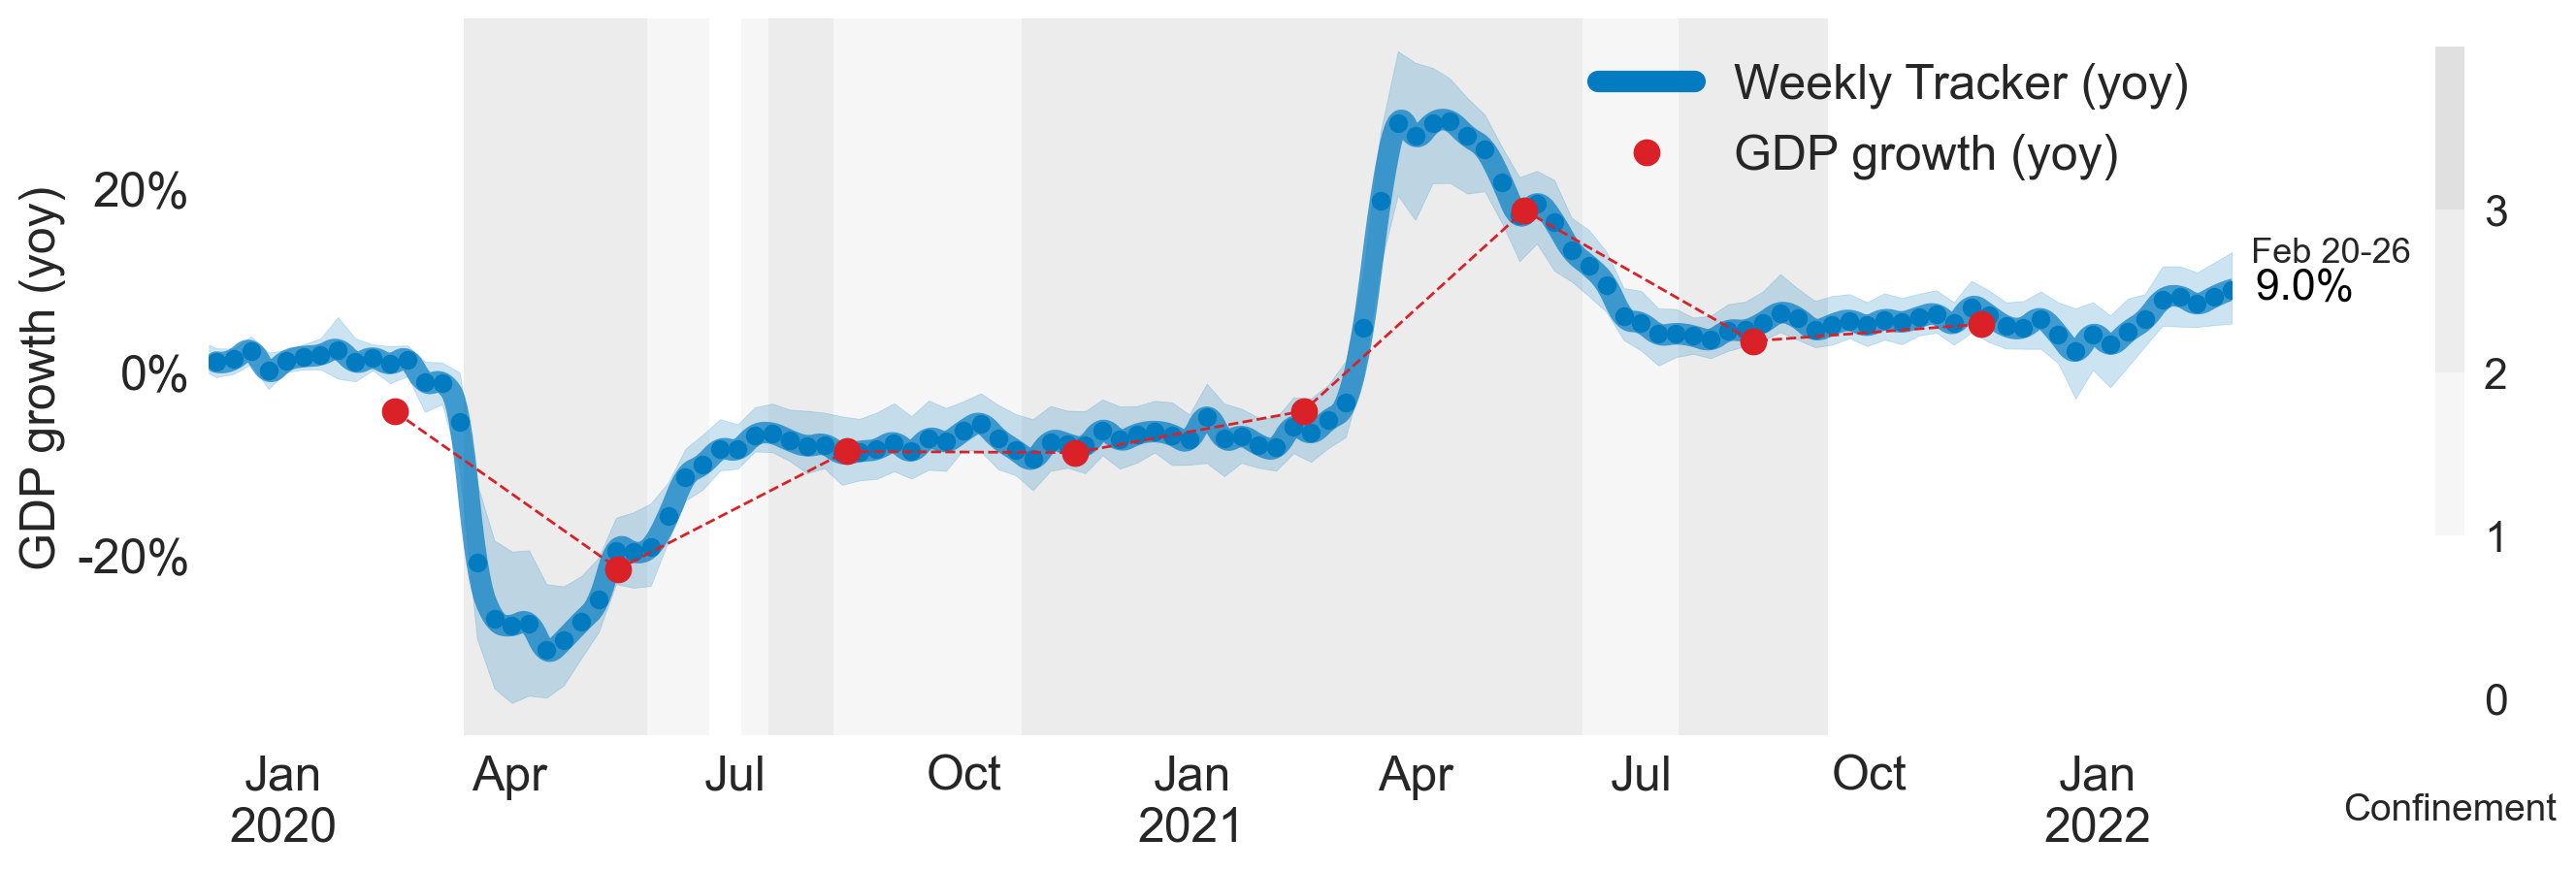 Weekly Tracker (yoy)
GDP growth (yoy)
GDP growth (yoy)
20%
0%
-20%
Feb 20-26
9.0%
3
2
1
0
Jan Apr Jul Oct Jan Apr Jul Oct Jan
2020 2021 2022
Confinement